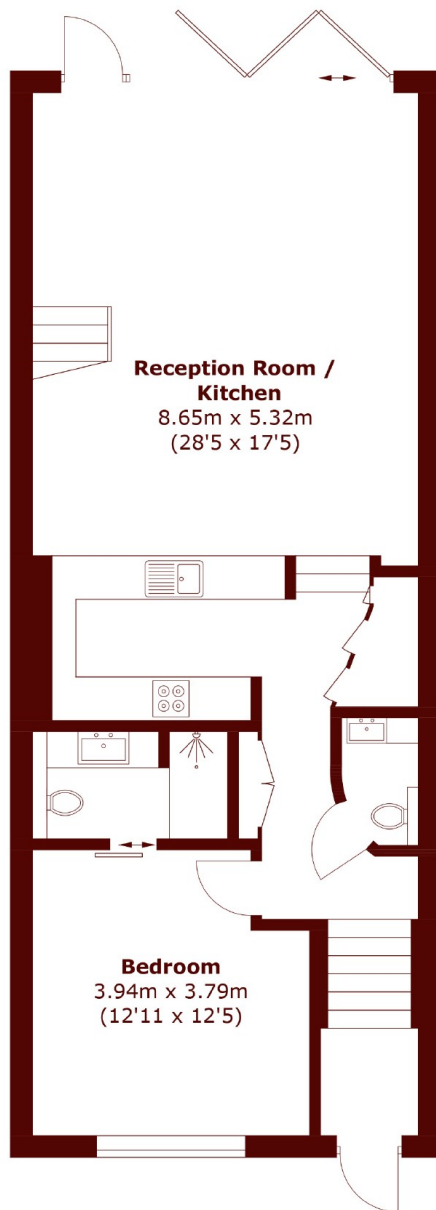 Reception Room /
Kitchen
8.65m x 5.32m
(28'5 x 17'5)
Bedroom
3.94m x 3.79m
(12'11 x 12'5)